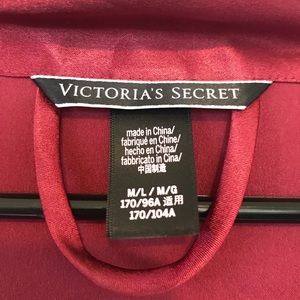 VICTORIA'S SECRET
made in China/
fabriqué en Chine/
hecho en China/
fabbricato in Cina/
中国制造
M/L / M/G
170/96A 适用
170/104A